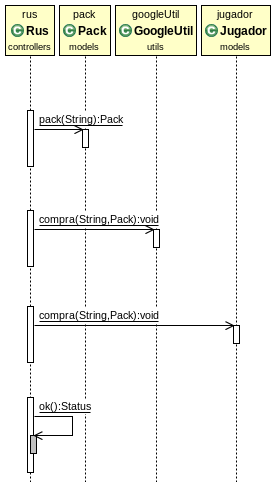 rus pack googleUtil jugador
C Rus C Pack C GoogleUtil C Jugador
controllers models utils models
pack(String):Pack
compra(String,Pack):void
compra(String,Pack):void
ok():Status